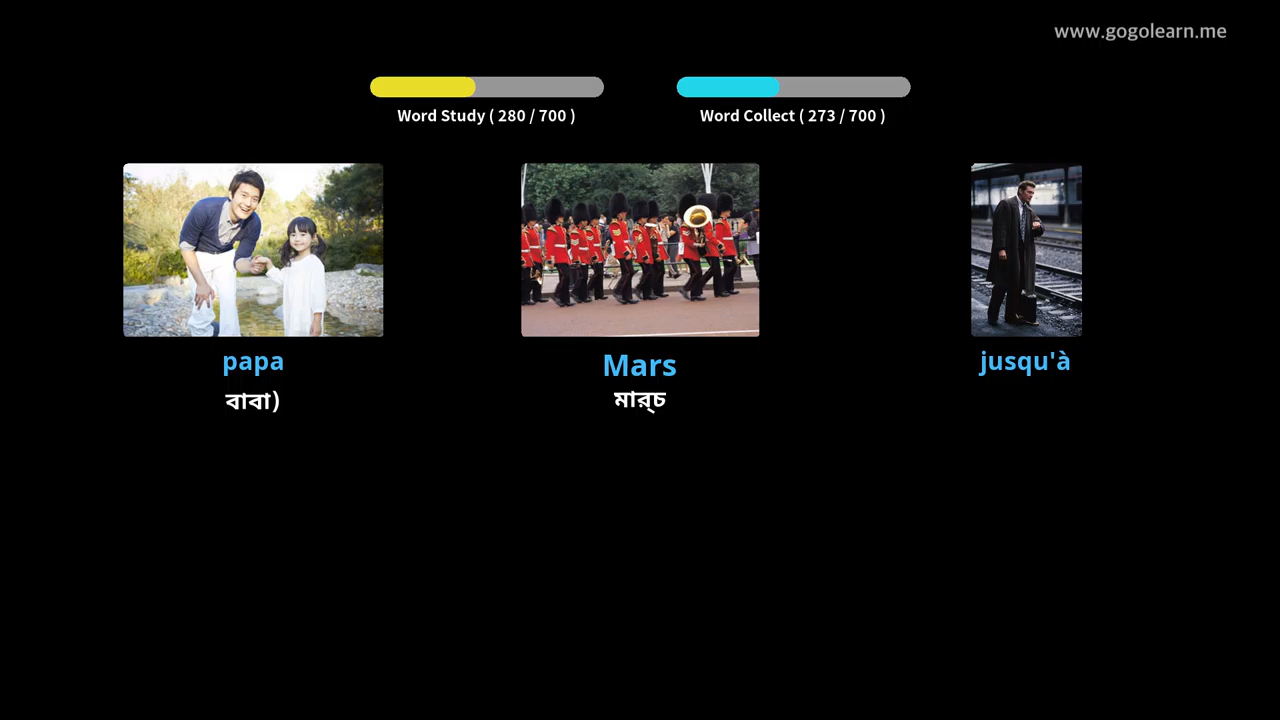 www.gogolearn.me
Word Study ( 280 / 700 )
Word Collect ( 273 / 700 )
papa
Mars
jusqu'à
বাবা)
মার্চ